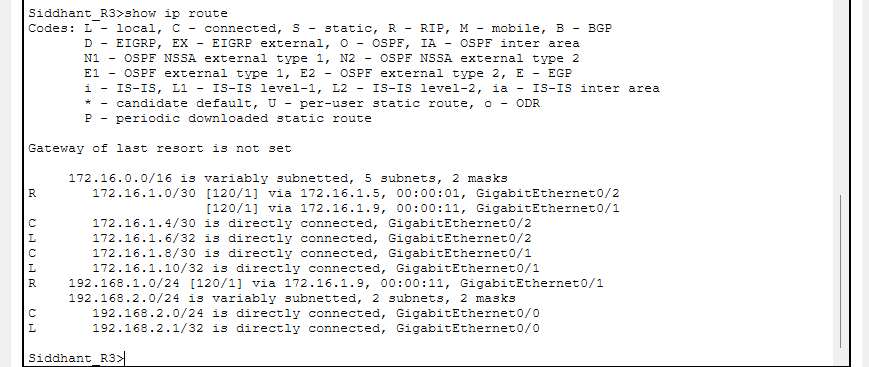 Siddhant_R3>show ip route
Codes: L - local, C - connected, S - static, R - RIP, M - mobile, B - BGP
       D - EIGRP, EX - EIGRP external, O - OSPF, IA - OSPF inter area
       N1 - OSPF NSSA external type 1, N2 - OSPF NSSA external type 2
       E1 - OSPF external type 1, E2 - OSPF external type 2, E - EGP
       i - IS-IS, L1 - IS-IS level-1, L2 - IS-IS level-2, ia - IS-IS inter area
       * - candidate default, U - per-user static route, o - ODR
       P - periodic downloaded static route

Gateway of last resort is not set

     172.16.0.0/16 is variably subnetted, 5 subnets, 2 masks
R       172.16.1.0/30 [120/1] via 172.16.1.5, 00:00:01, GigabitEthernet0/2
                      [120/1] via 172.16.1.9, 00:00:11, GigabitEthernet0/1
C       172.16.1.4/30 is directly connected, GigabitEthernet0/2
L       172.16.1.6/32 is directly connected, GigabitEthernet0/2
C       172.16.1.8/30 is directly connected, GigabitEthernet0/1
L       172.16.1.10/32 is directly connected, GigabitEthernet0/1
R    192.168.1.0/24 [120/1] via 172.16.1.9, 00:00:11, GigabitEthernet0/1
     192.168.2.0/24 is variably subnetted, 2 subnets, 2 masks
C       192.168.2.0/24 is directly connected, GigabitEthernet0/0
L       192.168.2.1/32 is directly connected, GigabitEthernet0/0

Siddhant_R3>